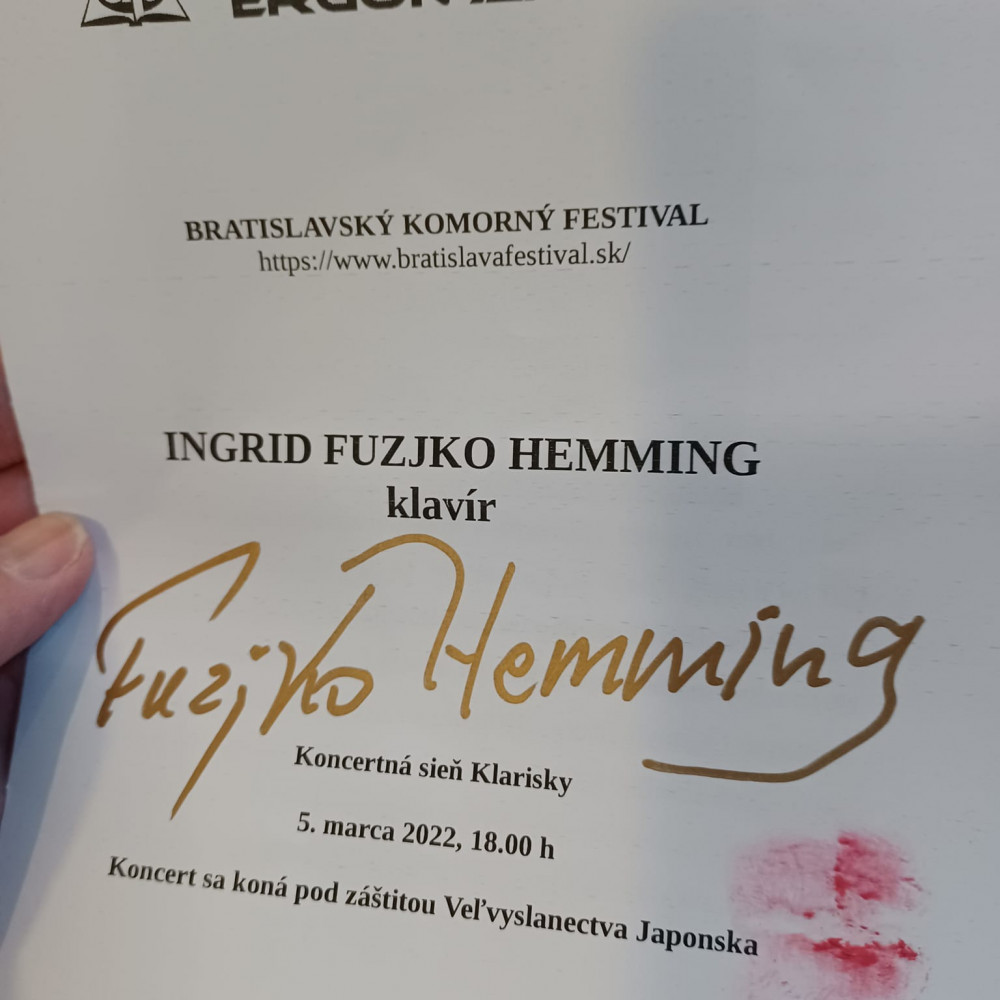 BRATISLAVSKÝ KOMORNÝ FESTIVAL
https://www.bratislavafestival.sk/
INGRID FUZJKO HEMMING
klavír
Fuzjko Hemming
Koncertná sieň Klarisky
5. marca 2022, 18.00 h
Koncert sa koná pod záštitou Veľvyslanectva Japonska